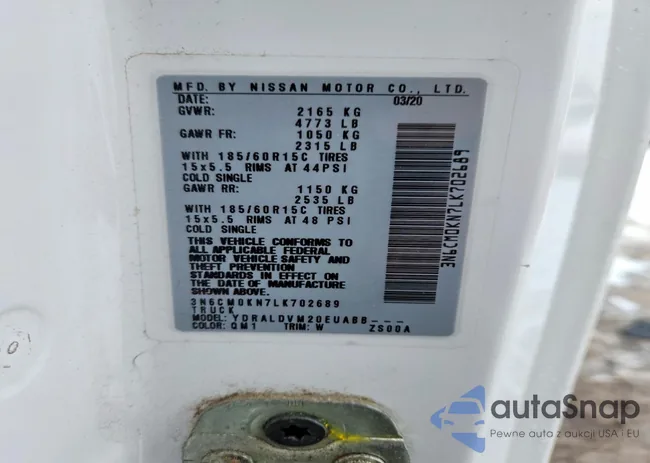 MFD. BY NISSAN MOTOR CO., LTD.
DATE: 03/20
GVWR: 2165 KG
4773 LB
GAWR FR: 1050 KG
2315 LB
WITH 185/60R15C TIRES
15x5.5 RIMS AT 44PSI
COLD SINGLE
GAWR RR: 1150 KG
2535 LB
WITH 185/60R15C TIRES
15x5.5 RIMS AT 48 PSI
COLD SINGLE
THIS VEHICLE CONFORMS TO
ALL APPLICABLE FEDERAL
MOTOR VEHICLE SAFETY AND
THEFT PREVENTION
STANDARDS IN EFFECT ON
THE DATE OF MANUFACTURE
SHOWN ABOVE.
3N6CM0KN7LK702689
TRUCK
MODEL: YDRALDVM20EUABB---
COLOR: QM1 TRIM: W ZS00A
3N6CM0KN7LK702689
autaSnap
Pewne auta z aukcji USA i EU